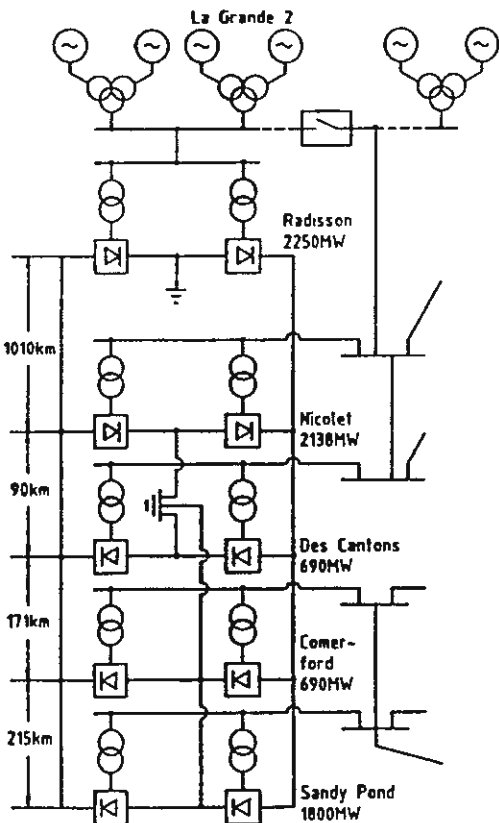 La Grande 2
Radisson
2250MW
1010km
Nicolet
2138MW
90km
Des Cantons
690MW
171km
Comer-
ford
690MW
215km
Sandy Pond
1800MW